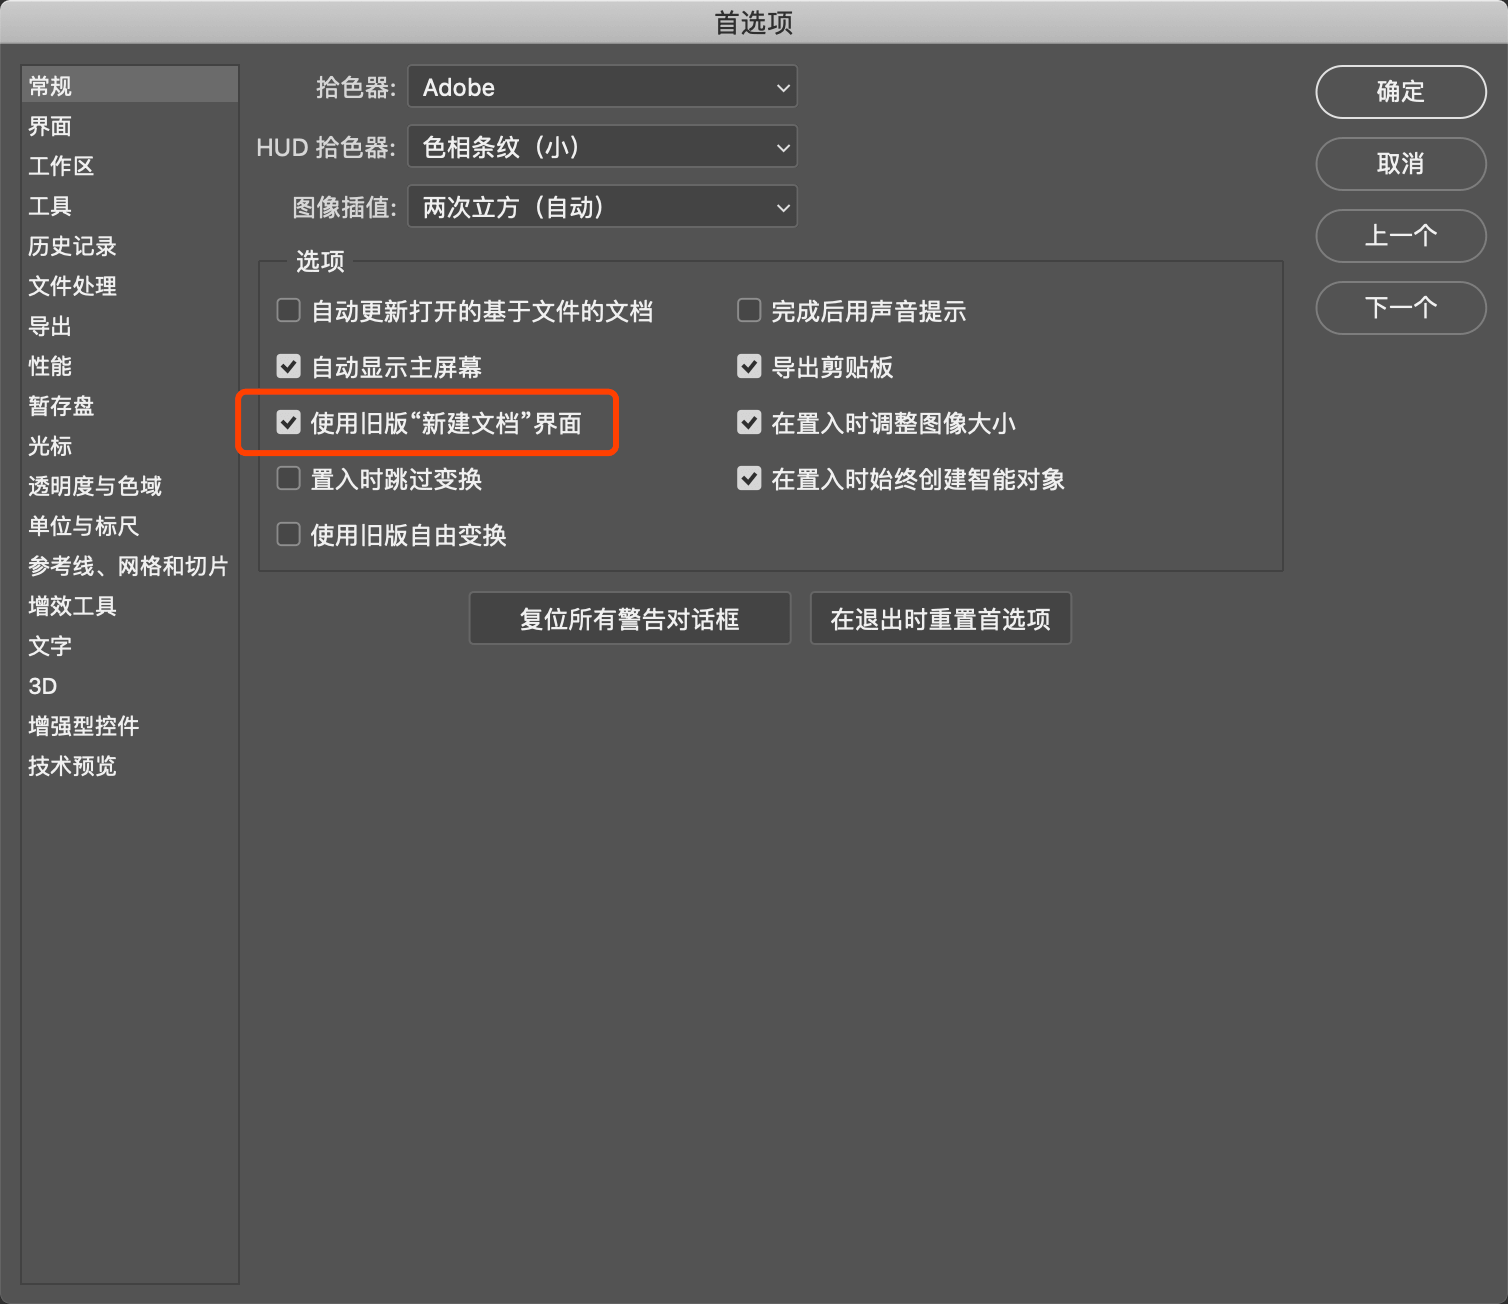 首选项
常规
界面
工作区
工具
历史记录
文件处理
导出
性能
暂存盘
光标
透明度与色域
单位与标尺
参考线、网格和切片
增效工具
文字
3D
增强型控件
技术预览
拾色器: Adobe
HUD 拾色器: 色相条纹（小）
图像插值: 两次立方（自动）
选项
自动更新打开的基于文件的文档
完成后用声音提示
自动显示主屏幕
导出剪贴板
使用旧版“新建文档”界面
在置入时调整图像大小
置入时跳过变换
在置入时始终创建智能对象
使用旧版自由变换
复位所有警告对话框
在退出时重置首选项
确定
取消
上一个
下一个